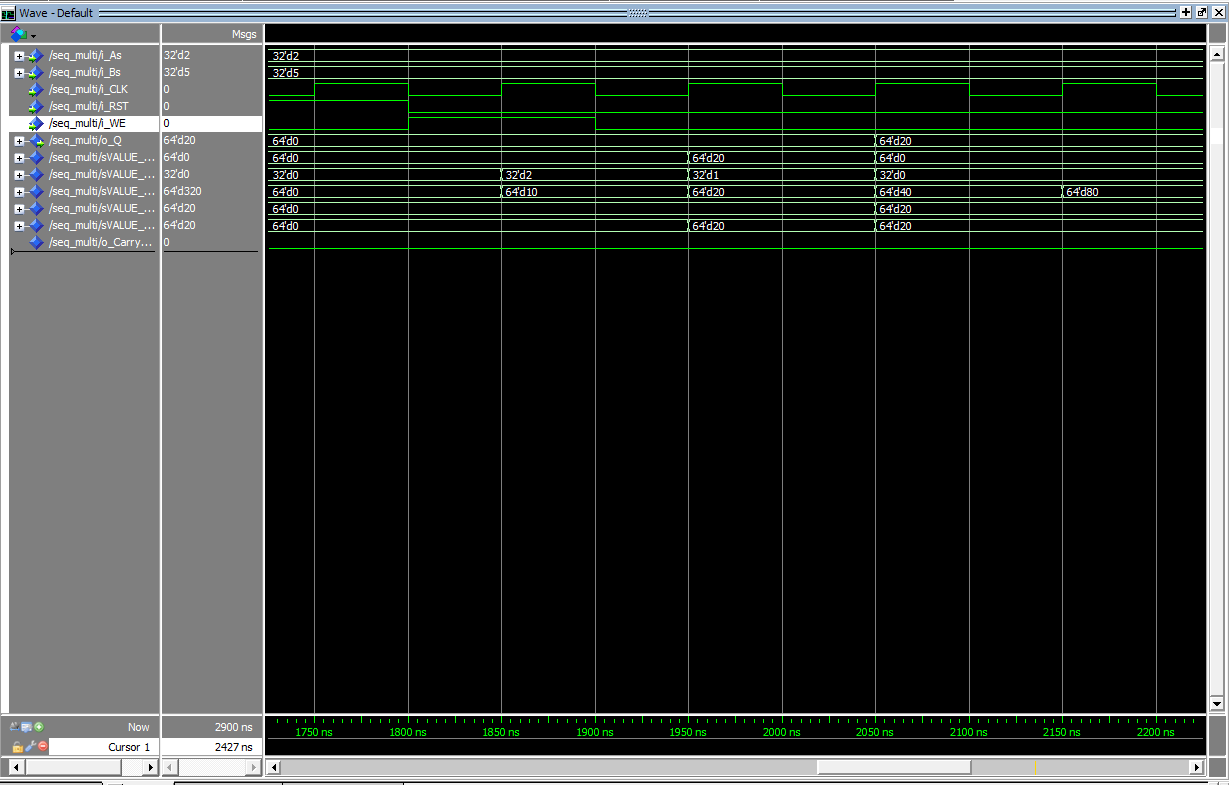 Wave - Default
Msgs
/seq_multi/i_As 32'd2 32'd2
/seq_multi/i_Bs 32'd5 32'd5
/seq_multi/i_CLK 0
/seq_multi/i_RST 0
/seq_multi/i_WE 0
/seq_multi/o_Q 64'd20 64'd0 64'd20
/seq_multi/sVALUE_... 64'd0 64'd0 64'd20 64'd0
/seq_multi/sVALUE_... 32'd0 32'd0 32'd2 32'd1 32'd0
/seq_multi/sVALUE_... 64'd320 64'd0 64'd10 64'd20 64'd40 64'd80
/seq_multi/sVALUE_... 64'd20 64'd0 64'd20
/seq_multi/sVALUE_... 64'd20 64'd0 64'd20 64'd20
/seq_multi/o_Carry... 0
Now 2900 ns
1750 ns 1800 ns 1850 ns 1900 ns 1950 ns 2000 ns 2050 ns 2100 ns 2150 ns 2200 ns
Cursor 1 2427 ns